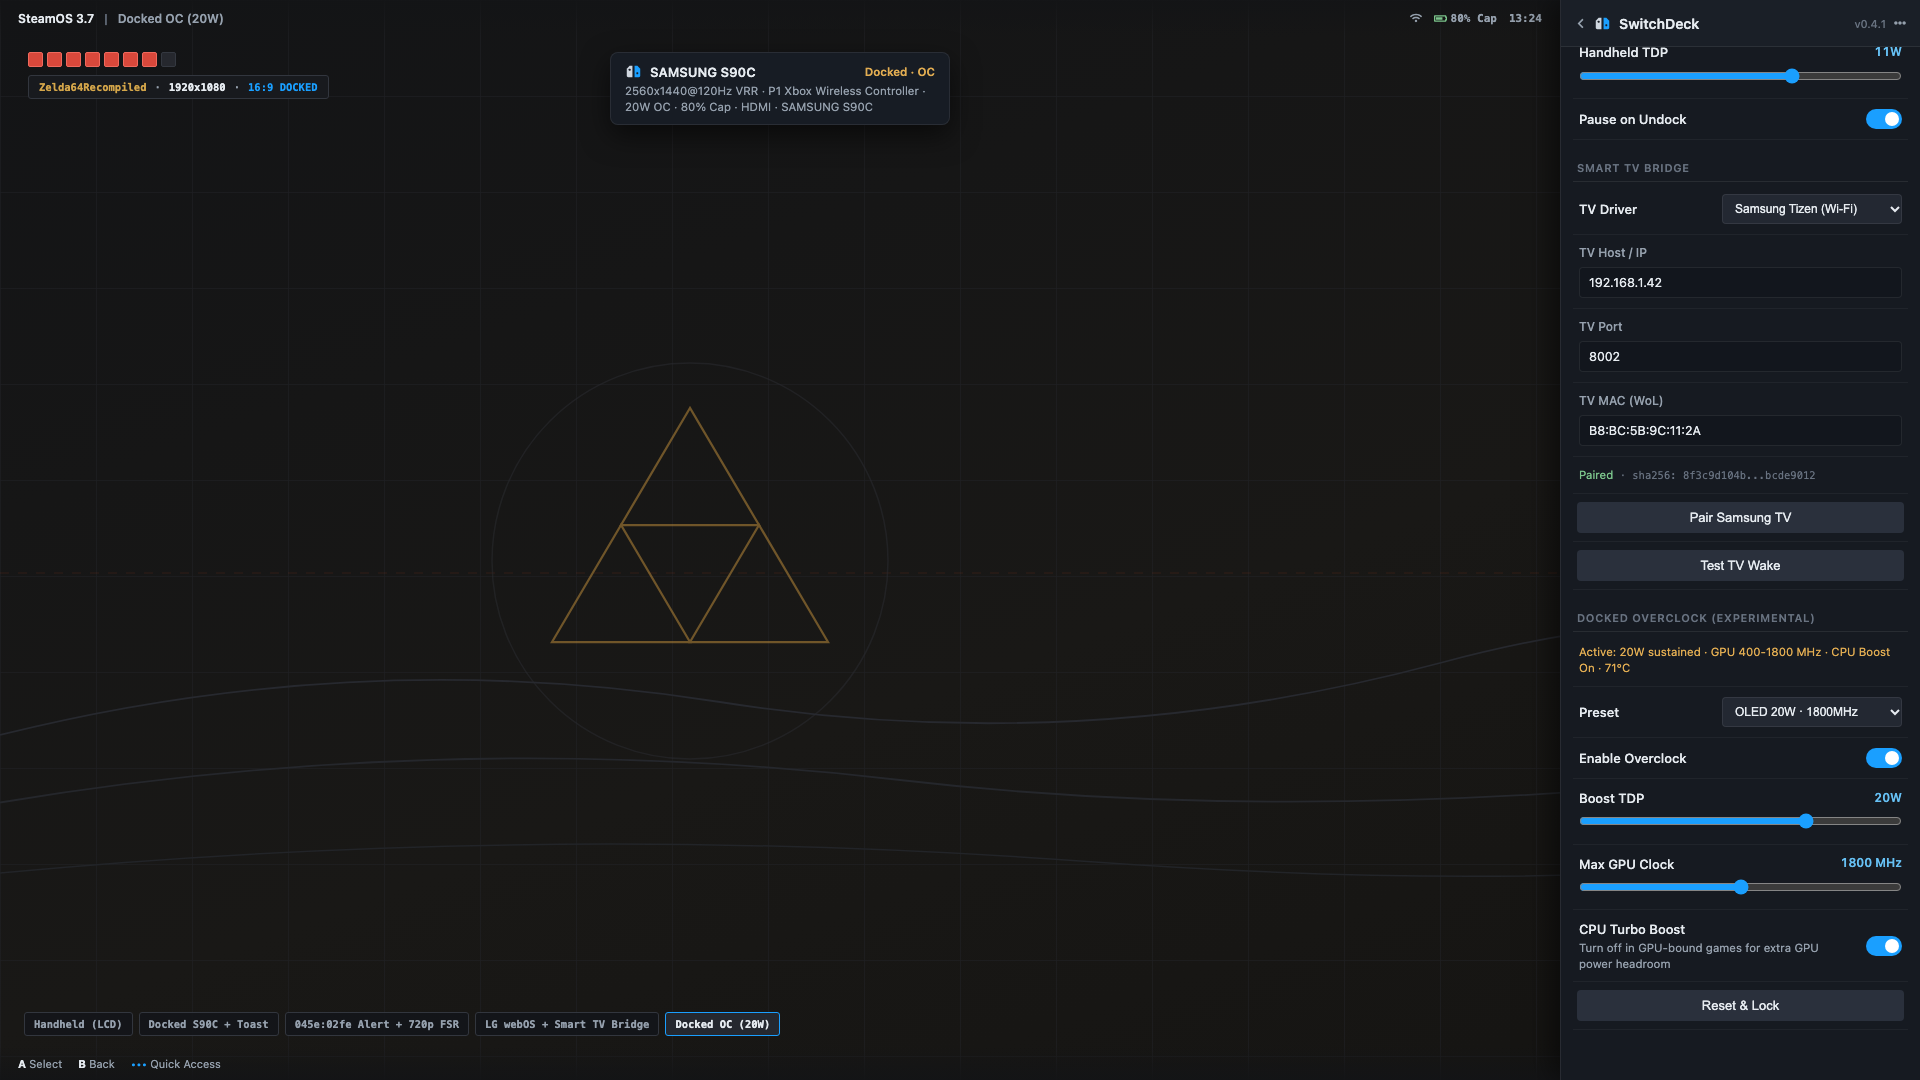 SteamOS 3.7 | Docked OC (20W)
80% Cap 13:24
Zelda64Recompiled · 1920x1080 · 16:9 DOCKED
SAMSUNG S90C Docked · OC
2560x1440@120Hz VRR · P1 Xbox Wireless Controller ·
20W OC · 80% Cap · HDMI · SAMSUNG S90C
Handheld (LCD) Docked S90C + Toast 045e:02fe Alert + 720p FSR LG webOS + Smart TV Bridge Docked OC (20W)
A Select B Back ··· Quick Access
SwitchDeck v0.4.1
Handheld TDP 11W
Pause on Undock
SMART TV BRIDGE
TV Driver Samsung Tizen (Wi-Fi)
TV Host / IP
192.168.1.42
TV Port
8002
TV MAC (WoL)
B8:BC:5B:9C:11:2A
Paired · sha256: 8f3c9d104b...bcde9012
Pair Samsung TV
Test TV Wake
DOCKED OVERCLOCK (EXPERIMENTAL)
Active: 20W sustained · GPU 400-1800 MHz · CPU Boost
On · 71°C
Preset OLED 20W · 1800MHz
Enable Overclock
Boost TDP 20W
Max GPU Clock 1800 MHz
CPU Turbo Boost
Turn off in GPU-bound games for extra GPU
power headroom
Reset & Lock